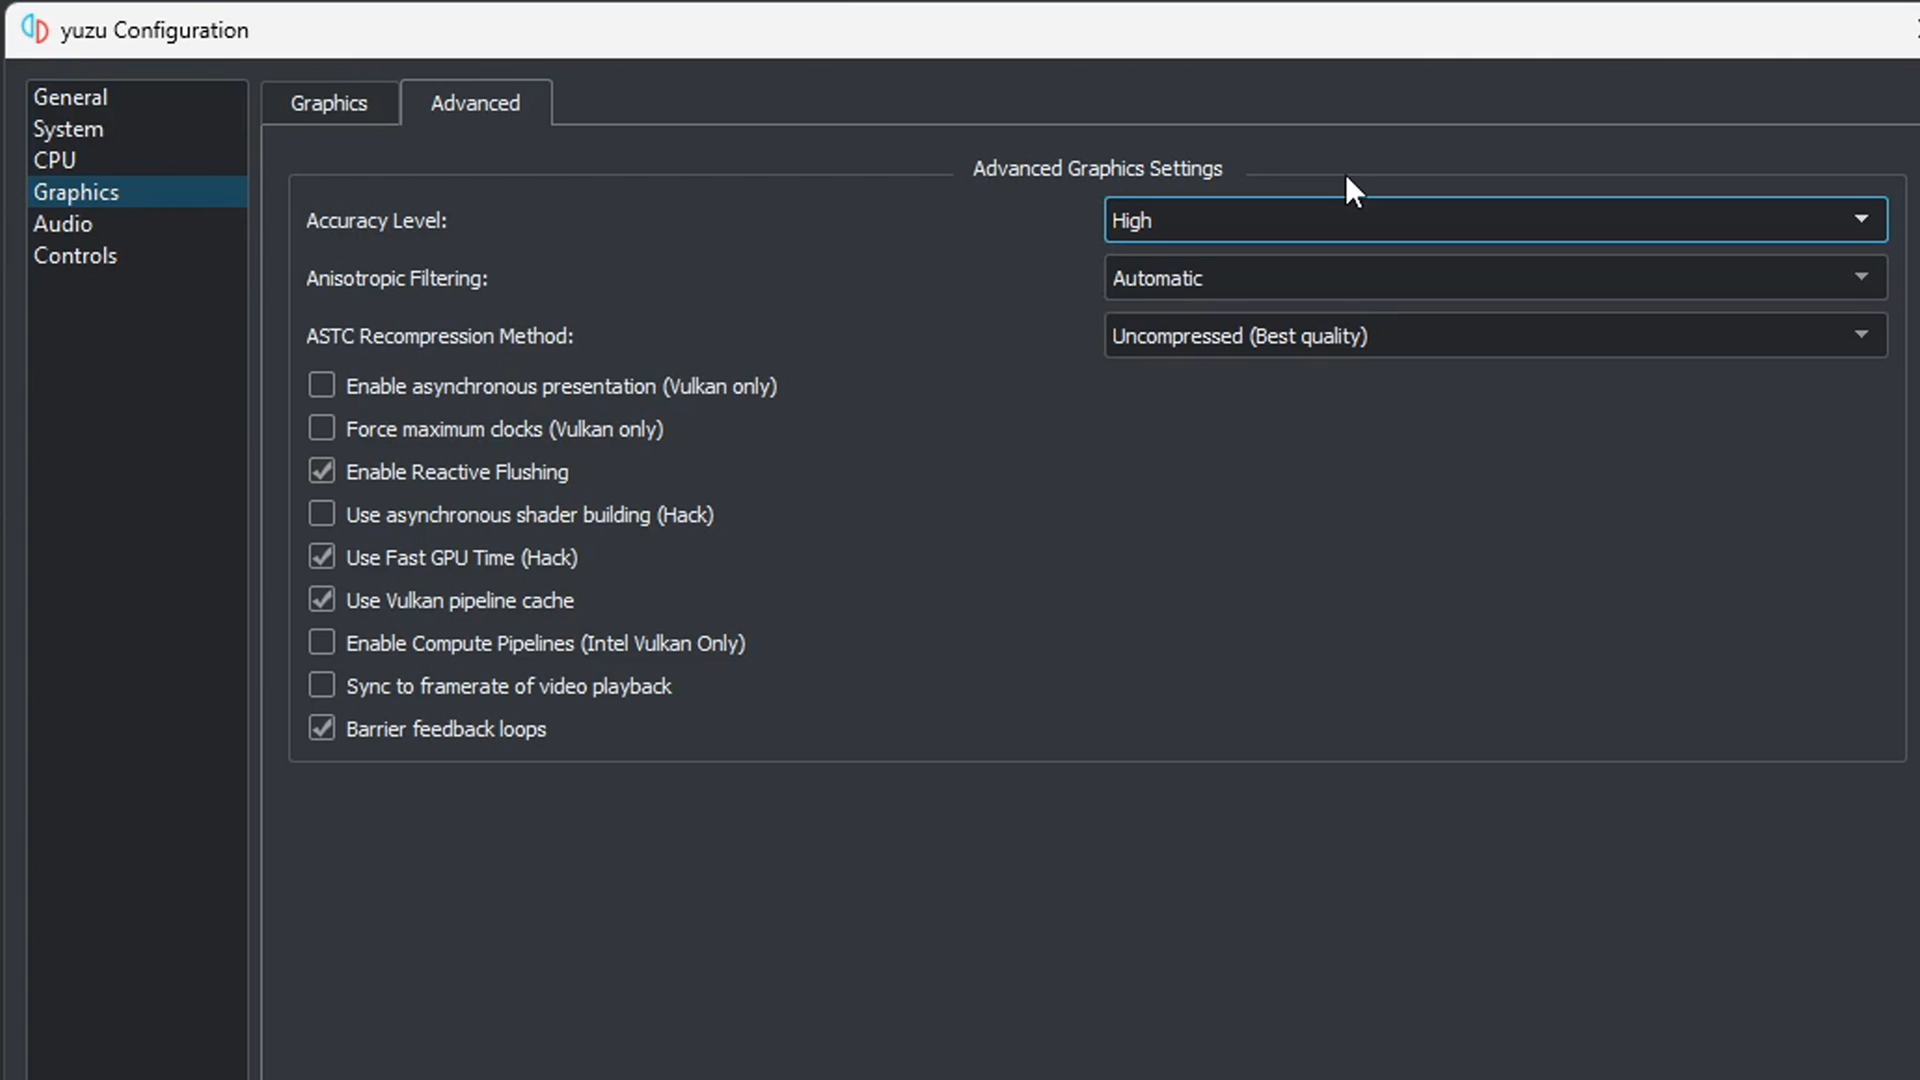 yuzu Configuration
General
System
CPU
Graphics
Audio
Controls
Graphics
Advanced
Advanced Graphics Settings
Accuracy Level:
High
Anisotropic Filtering:
Automatic
ASTC Recompression Method:
Uncompressed (Best quality)
Enable asynchronous presentation (Vulkan only)
Force maximum clocks (Vulkan only)
Enable Reactive Flushing
Use asynchronous shader building (Hack)
Use Fast GPU Time (Hack)
Use Vulkan pipeline cache
Enable Compute Pipelines (Intel Vulkan Only)
Sync to framerate of video playback
Barrier feedback loops